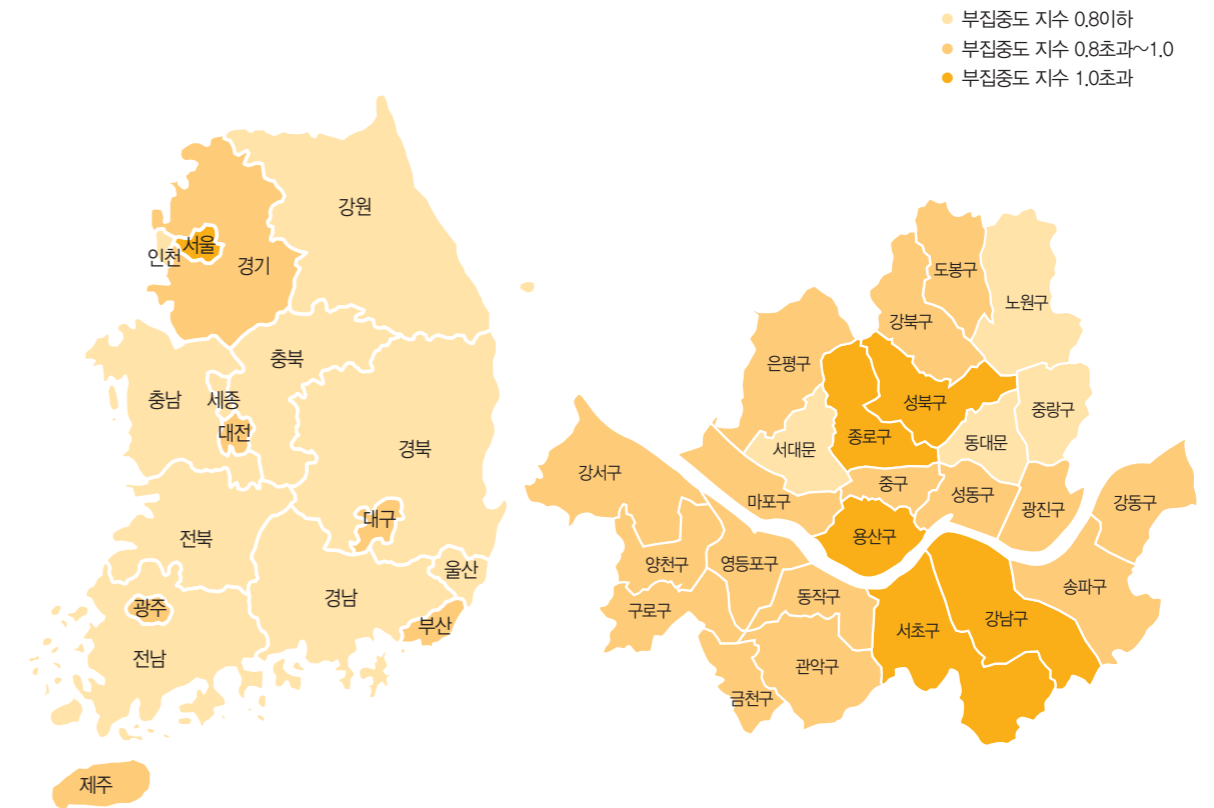 부집중도 지수 0.8이하
부집중도 지수 0.8초과~1.0
부집중도 지수 1.0초과
강원
서울
인천
경기
충북
충남
세종
대전
경북
대구
전북
울산
경남
광주
부산
전남
제주
도봉구
노원구
강북구
은평구
성북구
중랑구
종로구
동대문
서대문
강서구
중구
성동구
마포구
강동구
광진구
용산구
양천구
영등포구
송파구
동작구
구로구
강남구
서초구
관악구
금천구